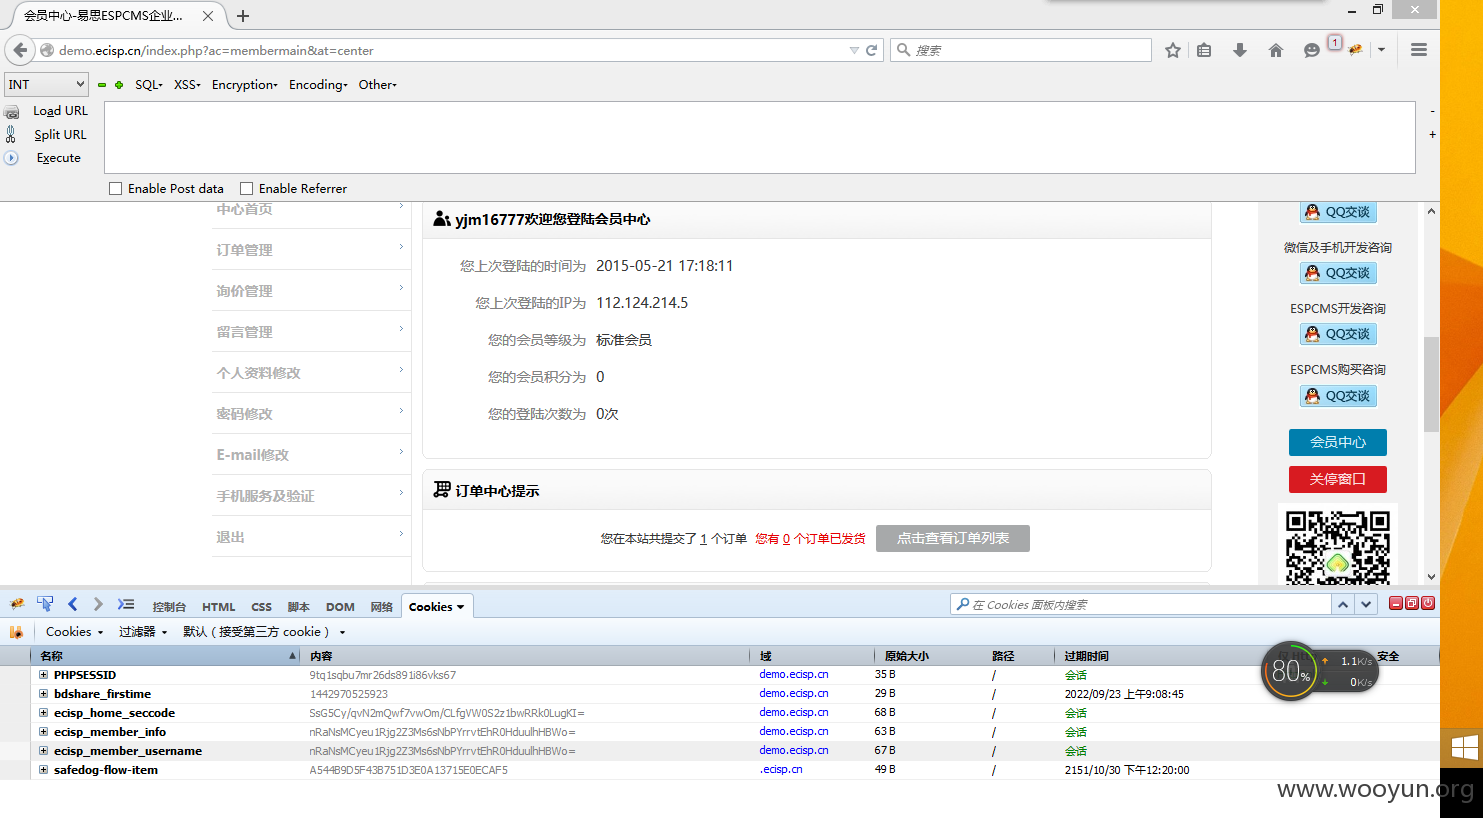 会员中心-易思ESPCMS企业...
demo.ecisp.cn/index.php?ac=membermain&at=center
搜索
1
INT
SQL
XSS
Encryption
Encoding
Other
Load URL
Split URL
Execute
Enable Post data
Enable Referrer
中心首页
订单管理
询价管理
留言管理
个人资料修改
密码修改
E-mail修改
手机服务及验证
退出
yjm16777欢迎您登陆会员中心
您上次登陆的时间为 2015-05-21 17:18:11
您上次登陆的IP为 112.124.214.5
您的会员等级为 标准会员
您的会员积分为 0
您的登陆次数为 0次
订单中心提示
您在本站共提交了 1 个订单 您有 0 个订单已发货 点击查看订单列表
QQ交谈
微信及手机开发咨询
QQ交谈
ESPCMS开发咨询
QQ交谈
ESPCMS购买咨询
QQ交谈
会员中心
关停窗口
控制台 HTML CSS 脚本 DOM 网络 Cookies
在 Cookies 面板内搜索
Cookies 过滤器 默认（接受第三方 cookie）
名称 内容 域 原始大小 路径 过期时间 安全
PHPSESSID 9tq1sqbu7mr26ds891i86vks67 demo.ecisp.cn 35 B / 会话
bdshare_firstime 1442970525923 demo.ecisp.cn 29 B / 2022/09/23 上午9:08:45
ecisp_home_seccode SsG5Cy/qvN2mQwf7vwOm/CLfgVW0S2z1bwRRk0LugKI= demo.ecisp.cn 68 B / 会话
ecisp_member_info nRaNsMCyeu1Rjg2Z3Ms6sNbPYrrvtEhR0HduulhHBWo= demo.ecisp.cn 63 B / 会话
ecisp_member_username nRaNsMCyeu1Rjg2Z3Ms6sNbPYrrvtEhR0HduulhHBWo= demo.ecisp.cn 67 B / 会话
safedog-flow-item A544B9D5F43B751D3E0A13715E0ECAF5 .ecisp.cn 49 B / 2151/10/30 下午12:20:00
80%
1.1K/s
0K/s
www.wooyun.org